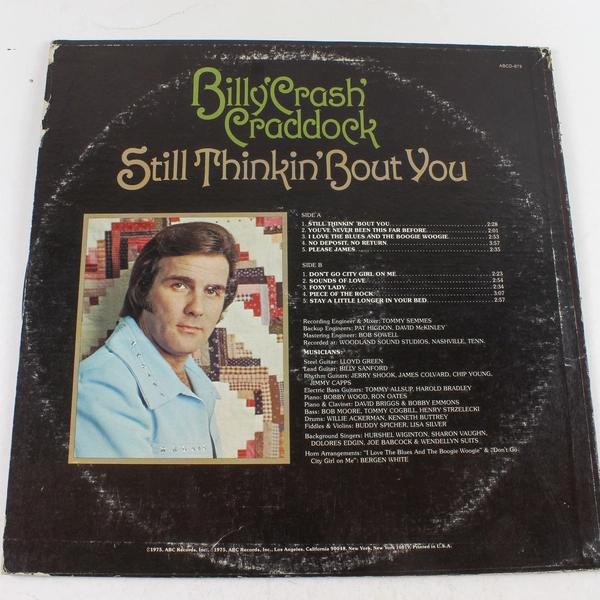 ABCD-875
Billy "Crash"
Craddock
Still Thinkin' 'Bout You
SIDE A
1. STILL THINKIN' 'BOUT YOU 2:28
2. YOU'VE NEVER BEEN THIS FAR BEFORE 2:01
3. I LOVE THE BLUES AND THE BOOGIE WOOGIE 2:53
4. NO DEPOSIT, NO RETURN 3:57
5. PLEASE JAMES 2:35
SIDE B
1. DON'T GO CITY GIRL ON ME 2:23
2. SOUNDS OF LOVE 2:54
3. FOXY LADY 2:34
4. PIECE OF THE ROCK 3:07
5. STAY A LITTLE LONGER IN YOUR BED 2:57
Recording Engineer & Mixer: TOMMY SEMMES
Backup Engineers: PAT HIGDON, DAVID McKINLEY
Mastering Engineer: BOB SOWELL
Recorded at: WOODLAND SOUND STUDIOS, NASHVILLE, TENN.
MUSICIANS:
Steel Guitar: LLOYD GREEN
Lead Guitar: BILLY SANFORD
Rhythm Guitars: JERRY SHOOK, JAMES COLVARD, CHIP YOUNG,
JIMMY CAPPS
Electric Bass Guitars: TOMMY ALLSUP, HAROLD BRADLEY
Piano: BOBBY WOOD, RON OATES
Piano & Clavinet: DAVID BRIGGS & BOBBY EMMONS
Bass: BOB MOORE, TOMMY COGBILL, HENRY STRZELECKI
Drums: WILLIE ACKERMAN, KENNETH BUTTREY
Fiddles & Violins: BUDDY SPICHER, LISA SILVER
Background Singers: HURSHEL WIGINTON, SHARON VAUGHN,
DOLORES EDGIN, JOE BABCOCK & WENDELLYN SUITS
Horn Arrangements: "I Love The Blues And The Boogie Woogie" & "Don't Go
City Girl on Me": BERGEN WHITE
©1975, ABC Records, Inc., 1975, ABC Records, Inc., Los Angeles, California 90048, New York, New York 10019. Printed in U.S.A.